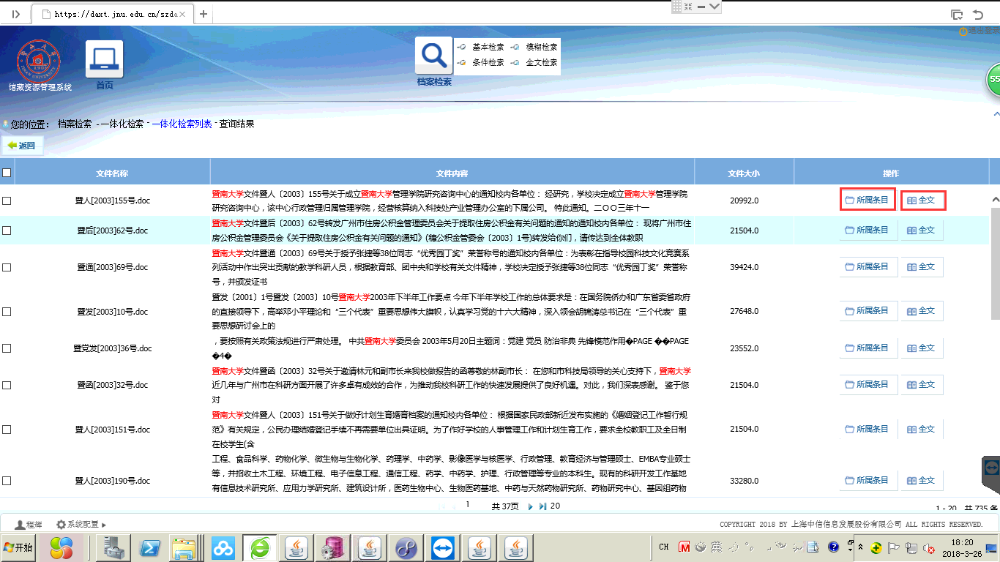 https://daxt.jnu.edu.cn/szda
馆藏资源管理系统
首页
档案检索
基本检索 模糊检索
条件检索 全文检索
55
您的位置： 档案检索 - 一体化检索 - 一体化检索列表 - 查询结果
返回
文件名称 文件内容 文件大小 操作
暨人[2003]155号.doc
暨南大学文件暨人〔2003〕155号关于成立暨南大学管理学院研究咨询中心的通知校内各单位： 经研究，学校决定成立暨南大学管理学院
研究咨询中心，该中心行政管理归属管理学院，经营核算纳入科技处产业管理办公室的下属公司。 特此通知。二〇〇三年十一
20992.0
所属条目 全文
暨后[2003]62号.doc
暨南大学文件暨后〔2003〕62号转发广州市住房公积金管理委员会关于提取住房公积金有关问题的通知的通知校内各单位： 现将广州市住
房公积金管理委员会《关于提取住房公积金有关问题的通知》(穗公积金管委会〔2003〕1号)转发给你们，请传达到全体教职
21504.0
所属条目 全文
暨通[2003]69号.doc
暨南大学文件暨通〔2003〕69号关于授予张捷等38位同志“优秀园丁奖”荣誉称号的通知校内各单位：为表彰在指导校园科技文化竞赛系
列活动中作出突出贡献的教学科研人员，根据教育部、团中央和学校有关文件精神，学校决定授予张捷等38位同志“优秀园丁奖”荣誉称
号，并颁发证书
39424.0
所属条目 全文
暨发[2003]10号.doc
暨发〔2001〕1号暨发〔2003〕10号暨南大学2003年下半年工作要点 今年下半年学校工作的总体要求是：在国务院侨办和广东省委省政府
的直接领导下，高举邓小平理论和“三个代表”重要思想伟大旗帜，认真学习党的十六大精神，深入领会胡锦涛总书记在“三个代表”重
要思想研讨会上的
27648.0
所属条目 全文
暨党发[2003]36号.doc
，要按照有关政策法规进行严肃处理。 中共暨南大学委员会 2003年5月20日主题词：党建 党员 防治非典 先锋模范作用�PAGE ��PAGE
�4�
23552.0
所属条目 全文
暨函[2003]32号.doc
暨南大学文件暨函〔2003〕32号关于邀请林元和副市长来我校做报告的函尊敬的林副市长： 在您和市科技局领导的关心支持下，暨南大学
近几年与广州市在科研方面开展了许多卓有成效的合作，为推动我校科研工作的快速发展提供了良好机遇。对此，我们深表感谢。 鉴于您
对
21504.0
所属条目 全文
暨人[2003]151号.doc
暨南大学文件暨人〔2003〕151号关于做好计划生育婚育档案的通知校内各单位： 根据国家民政部新近发布实施的《婚姻登记工作暂行规
范》有关规定，公民办理结婚登记手续不再需要单位出具证明。为了作好学校的人事管理工作和计划生育工作，要求全校教职工及全日制
在校学生(含
21504.0
所属条目 全文
暨人[2003]190号.doc
工程、食品科学、药物化学、微生物与生物化学、药理学、中药学、影像医学与核医学、行政管理、教育经济与管理硕士、EMBA专业硕士
等，并招收土木工程、环境工程、电子信息工程、通信工程、药学、中药学、护理、行政管理等专业的本科生。现有的科研开发工作基地
有信息技术研究所、应用力学研究所、建筑设计所，医药生物中心、生物医药基地、中药与天然药物研究所、药物研究中心、基因组药物
33280.0
所属条目 全文
1 共 37页 20
1 - 20 共 735 条
程辉 系统配置
COPYRIGHT 2018 BY 上海中信信息发展股份有限公司 ALL RIGHTS RESERVED.
开始
CH
18:20
2018-3-26